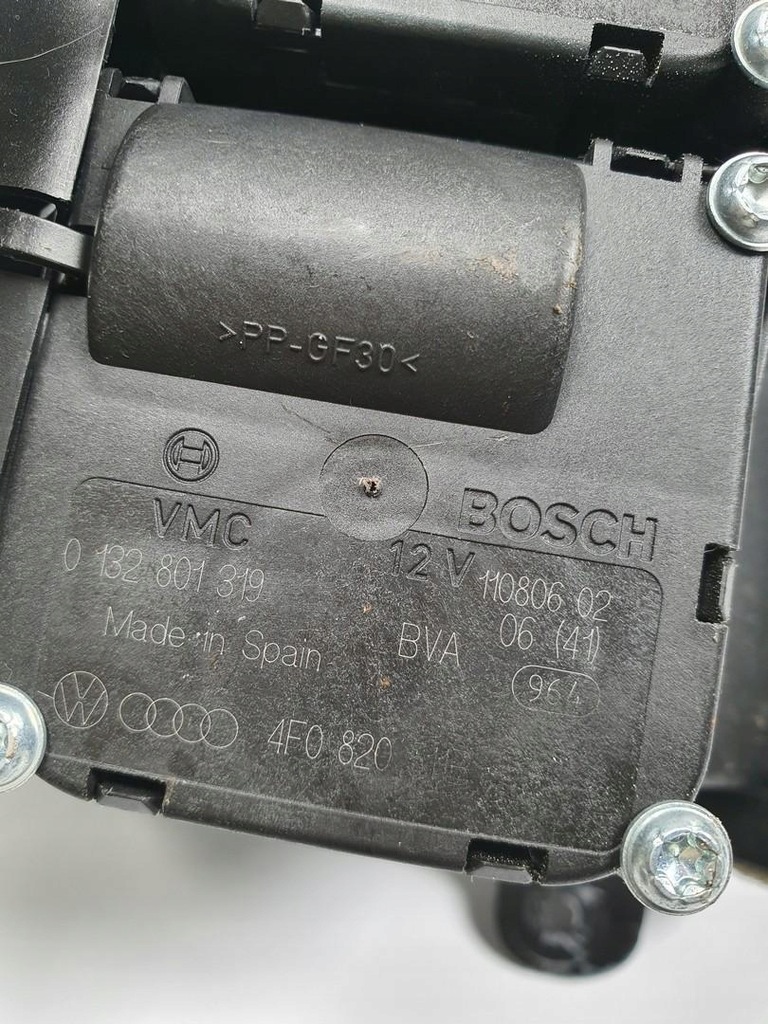 >PP-GF30<
VMC
BOSCH
0 132 801 319
12 V
110806 02
Made in Spain
BVA
06 (41)
964
4F0 820